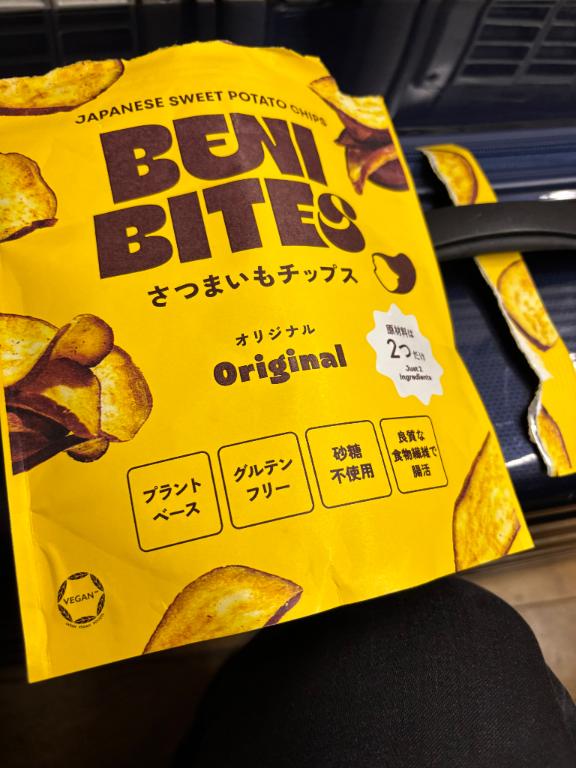 JAPANESE SWEET POTATO CHIPS
BENI
BITES
さつまいもチップス
オリジナル
Original
原材料は
2つだけ
Just 2
Ingredients
プラント
ベース
グルテン
フリー
砂糖
不使用
良質な
食物繊維で
腸活
VEGAN